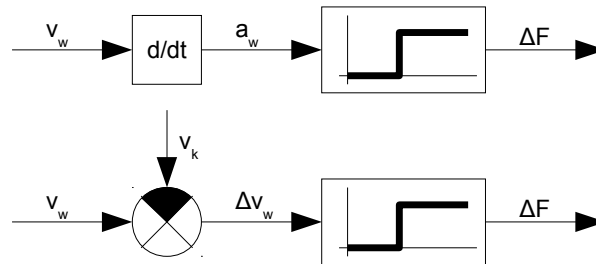 v_w d/dt a_w ΔF
v_k
v_w Δv_w ΔF